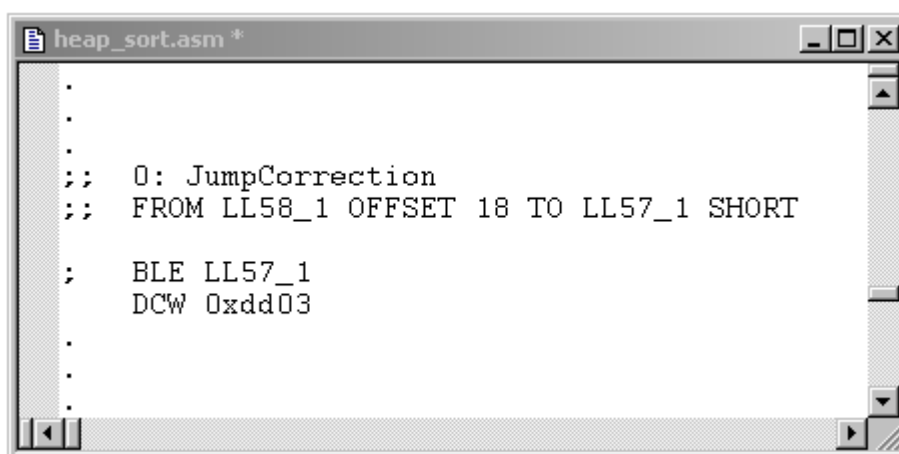 heap_sort.asm *
.
.
.
;; 0: JumpCorrection
;; FROM LL58_1 OFFSET 18 TO LL57_1 SHORT
; BLE LL57_1
DCW 0xdd03
.
.
.